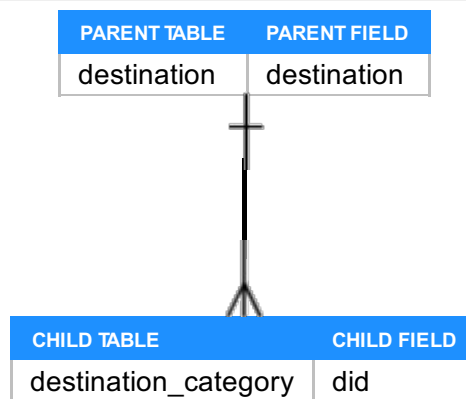 PARENT TABLE PARENT FIELD
destination destination
CHILD TABLE CHILD FIELD
destination_category did